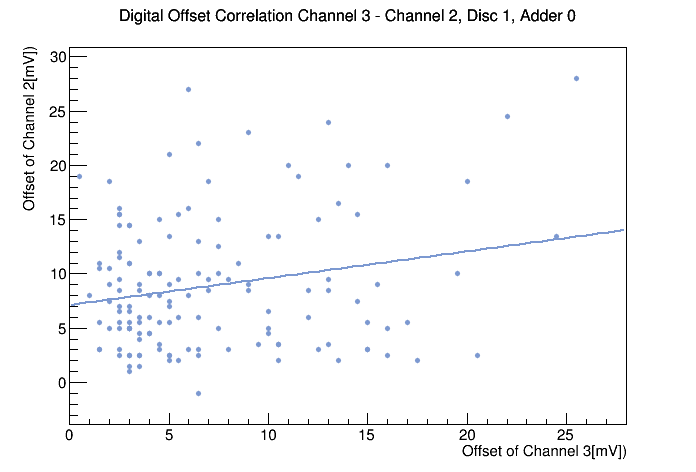 Digital Offset Correlation Channel 3 - Channel 2, Disc 1, Adder 0
Offset of Channel 2[mV])
30
25
20
15
10
5
0
0 5 10 15 20 25
Offset of Channel 3[mV])